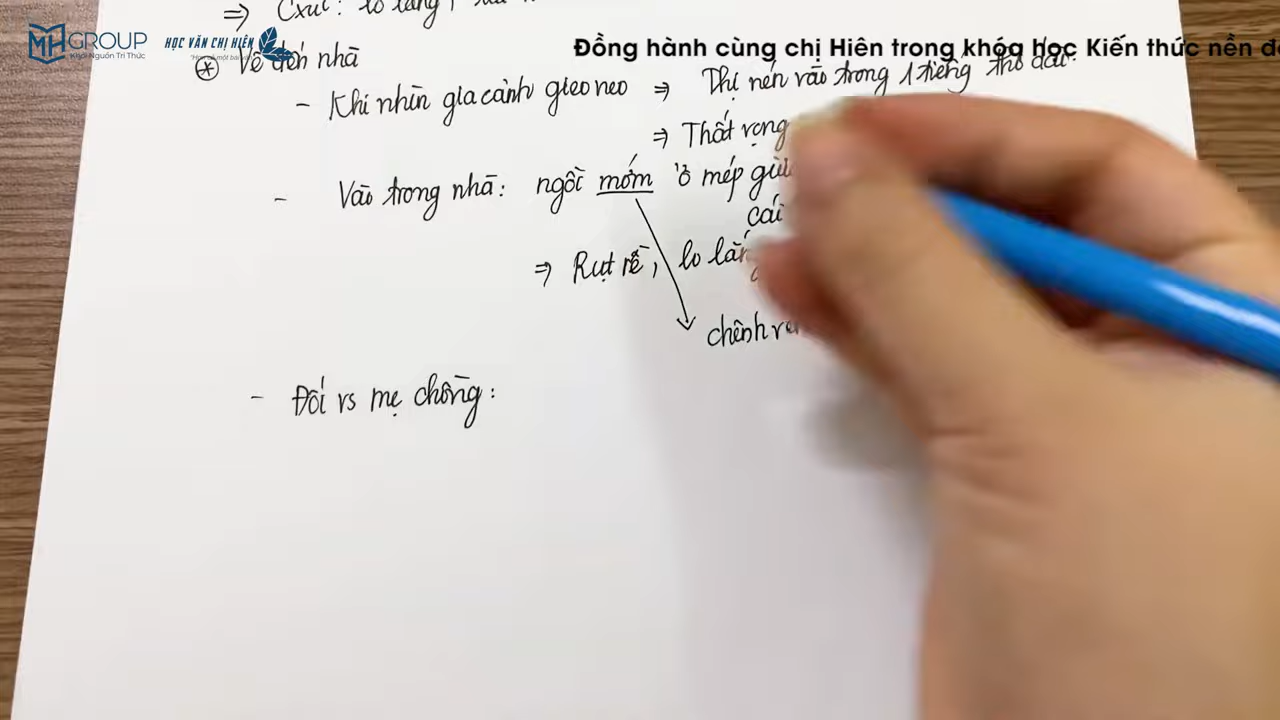 ⇒ Cxúc: lo lắng,
MH GROUP
Khơi Nguồn Tri Thức
HỌC VĂN CHỊ HIÊN
Đồng hành cùng chị Hiên trong khóa học Kiến thức nền
⊛ Về đến nhà
- Khi nhìn gia cảnh gieo neo ⇒ Thị nén vào trong 1 tiếng thở dài.
⇒ Thất vọng
- Vào trong nhà: ngồi mớm ở mép
cái
⇒ Rụt rè, lo lắng
- Đối vs mẹ chồng: